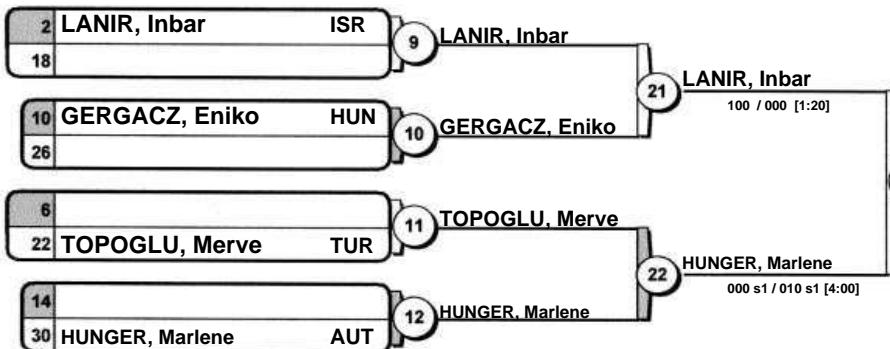 2 LANIR, Inbar ISR
18
9 LANIR, Inbar
10 GERGACZ, Eniko HUN
26
10 GERGACZ, Eniko
21 LANIR, Inbar
100 / 000 [1:20]
6
22 TOPOGLU, Merve TUR
11 TOPOGLU, Merve
14
30 HUNGER, Marlene AUT
12 HUNGER, Marlene
22 HUNGER, Marlene
000 s1 / 010 s1 [4:00]